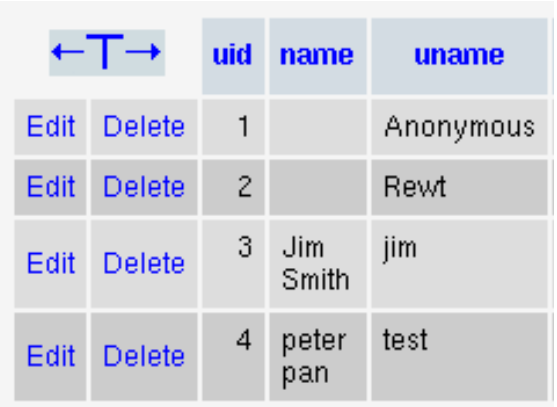 ←T→ uid name uname
Edit Delete 1 Anonymous
Edit Delete 2 Rewt
Edit Delete 3 Jim Smith jim
Edit Delete 4 peter pan test